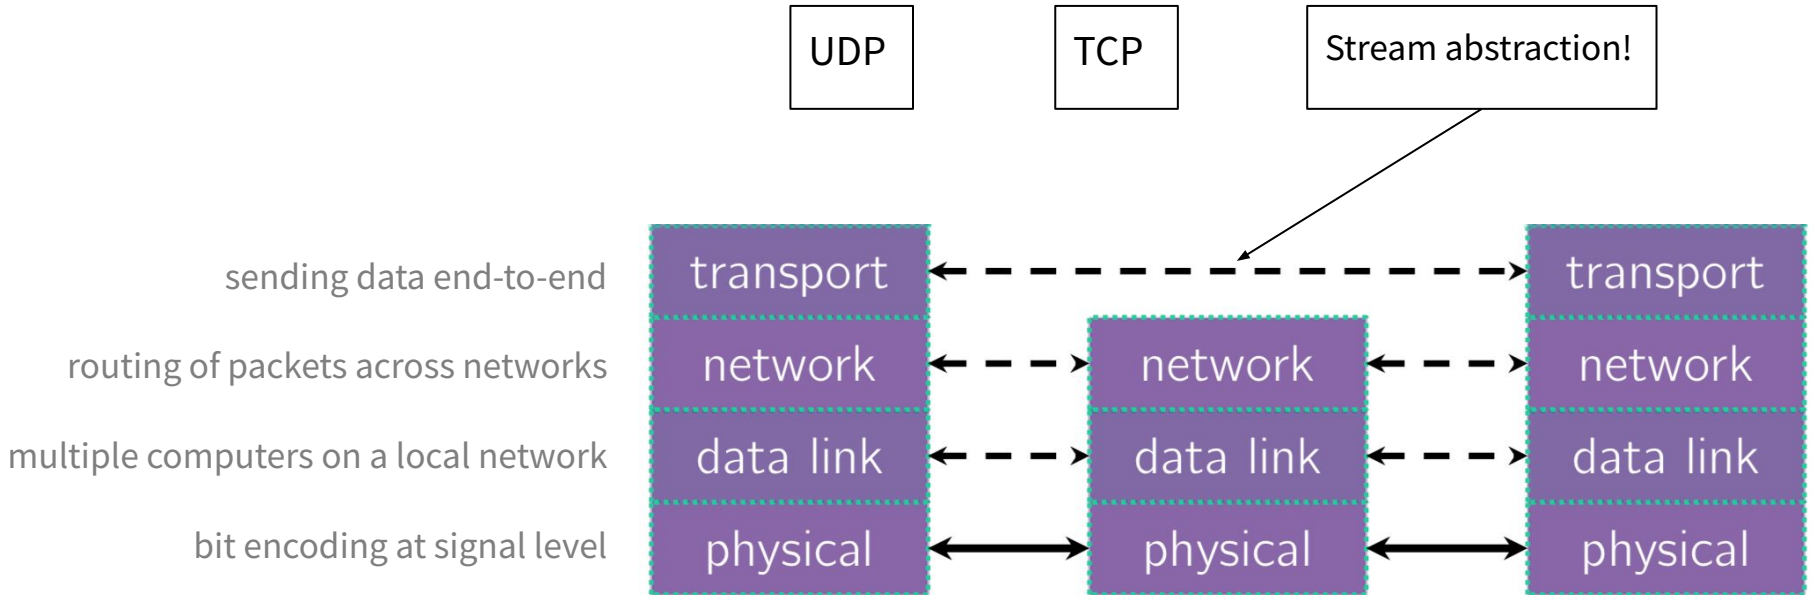 UDP
TCP
Stream abstraction!
sending data end-to-end
transport
transport
routing of packets across networks
network
network
network
multiple computers on a local network
data link
data link
data link
bit encoding at signal level
physical
physical
physical